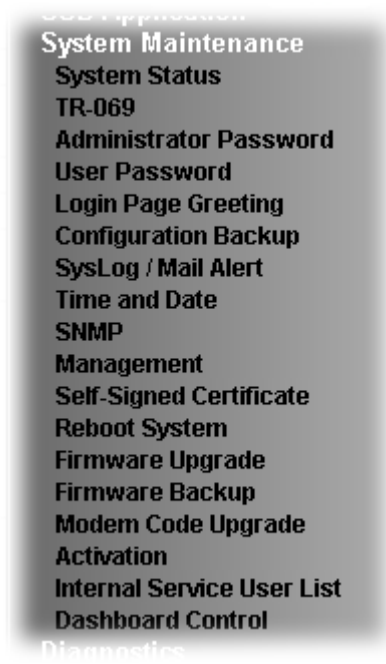 System Maintenance
System Status
TR-069
Administrator Password
User Password
Login Page Greeting
Configuration Backup
SysLog / Mail Alert
Time and Date
SNMP
Management
Self-Signed Certificate
Reboot System
Firmware Upgrade
Firmware Backup
Modem Code Upgrade
Activation
Internal Service User List
Dashboard Control
Diagnostics